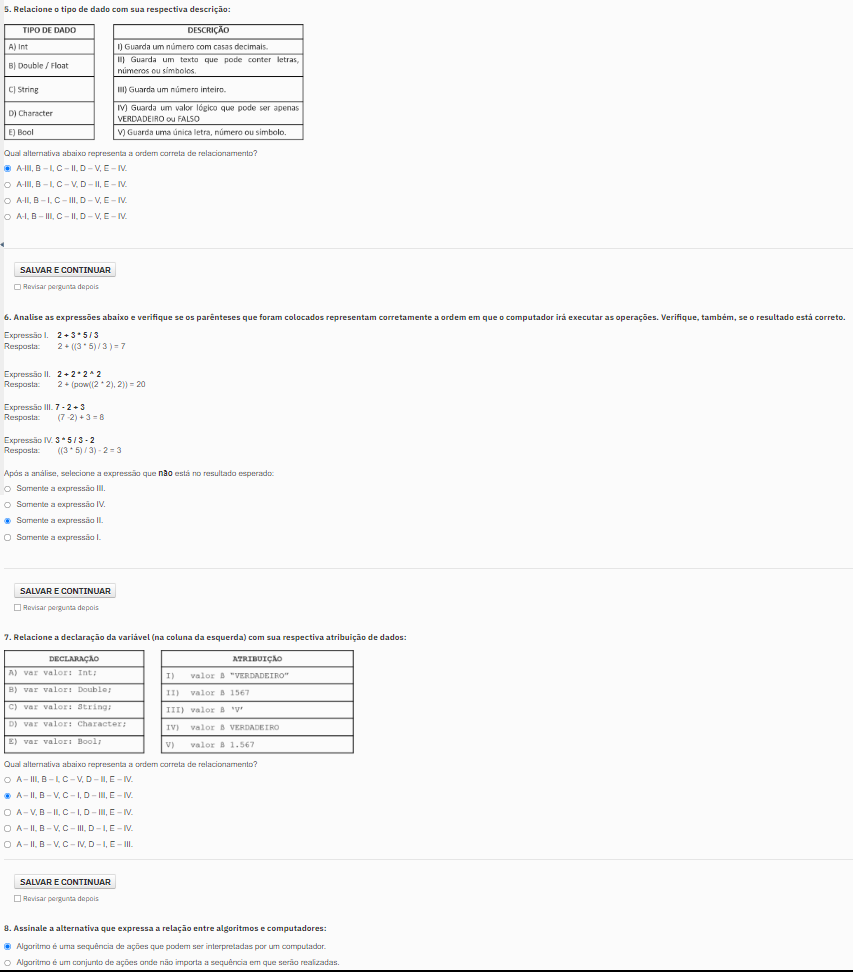 5. Relacione o tipo de dado com sua respectiva descrição:
TIPO DE DADO
A) Int
B) Double / Float
C) String
D) Character
E) Bool
DESCRIÇÃO
I) Guarda um número com casas decimais.
II) Guarda um texto que pode conter letras,
números ou símbolos.
III) Guarda um número inteiro.
IV) Guarda um valor lógico que pode ser apenas
VERDADEIRO ou FALSO
V) Guarda uma única letra, número ou símbolo.
Qual alternativa abaixo representa a ordem correta de relacionamento?
A-III, B – I, C – II, D – V, E – IV.
A-III, B – I, C – V, D – II, E – IV.
A-II, B – I, C – III, D – V, E – IV.
A-I, B – III, C – II, D – V, E – IV.
SALVAR E CONTINUAR
Revisar pergunta depois
6. Analise as expressões abaixo e verifique se os parênteses que foram colocados representam corretamente a ordem em que o computador irá executar as operações. Verifique, também, se o resultado está correto.
Expressão I. 2 + 3 * 5 / 3
Resposta: 2 + ((3 * 5) / 3 ) = 7
Expressão II. 2 + 2 * 2 ^ 2
Resposta: 2 + (pow((2 * 2), 2)) = 20
Expressão III. 7 - 2 + 3
Resposta: (7 -2) + 3 = 8
Expressão IV. 3 * 5 / 3 - 2
Resposta: ((3 * 5) / 3) - 2 = 3
Após a análise, selecione a expressão que não está no resultado esperado:
Somente a expressão III.
Somente a expressão IV.
Somente a expressão II.
Somente a expressão I.
SALVAR E CONTINUAR
Revisar pergunta depois
7. Relacione a declaração da variável (na coluna da esquerda) com sua respectiva atribuição de dados:
DECLARAÇÃO
A) var valor: Int;
B) var valor: Double;
C) var valor: String;
D) var valor: Character;
E) var valor: Bool;
ATRIBUIÇÃO
I) valor ß "VERDADEIRO"
II) valor ß 1567
III) valor ß 'V'
IV) valor ß VERDADEIRO
V) valor ß 1.567
Qual alternativa abaixo representa a ordem correta de relacionamento?
A – III, B – I, C – V, D – II, E – IV.
A – II, B – V, C – I, D – III, E – IV.
A – V, B – II, C – I, D – III, E – IV.
A – II, B – V, C – III, D – I, E – IV.
A – II, B – V, C – IV, D – I, E – III.
SALVAR E CONTINUAR
Revisar pergunta depois
8. Assinale a alternativa que expressa a relação entre algoritmos e computadores:
Algoritmo é uma sequência de ações que podem ser interpretadas por um computador.
Algoritmo é um conjunto de ações onde não importa a sequência em que serão realizadas.